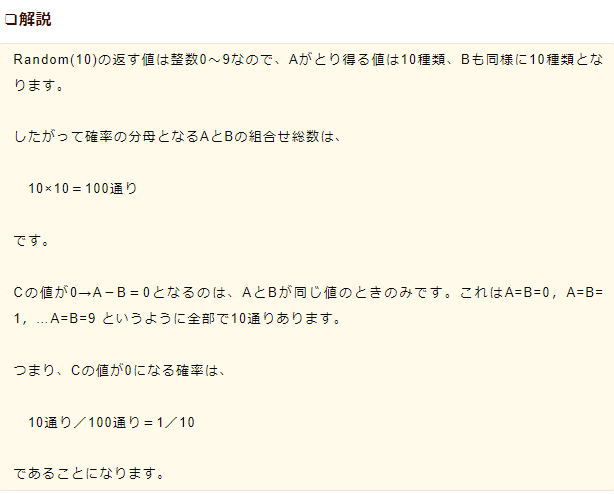 ❏解説
Random(10)の返す値は整数0～9なので、Aがとり得る値は10種類、Bも同様に10種類とな
ります。
したがって確率の分母となるAとBの組合せ総数は、
10×10＝100通り
です。
Cの値が0→A－B＝0となるのは、AとBが同じ値のときのみです。これはA=B=0，A=B=
1，…A=B=9 というように全部で10通りあります。
つまり、Cの値が0になる確率は、
10通り／100通り＝1／10
であることになります。